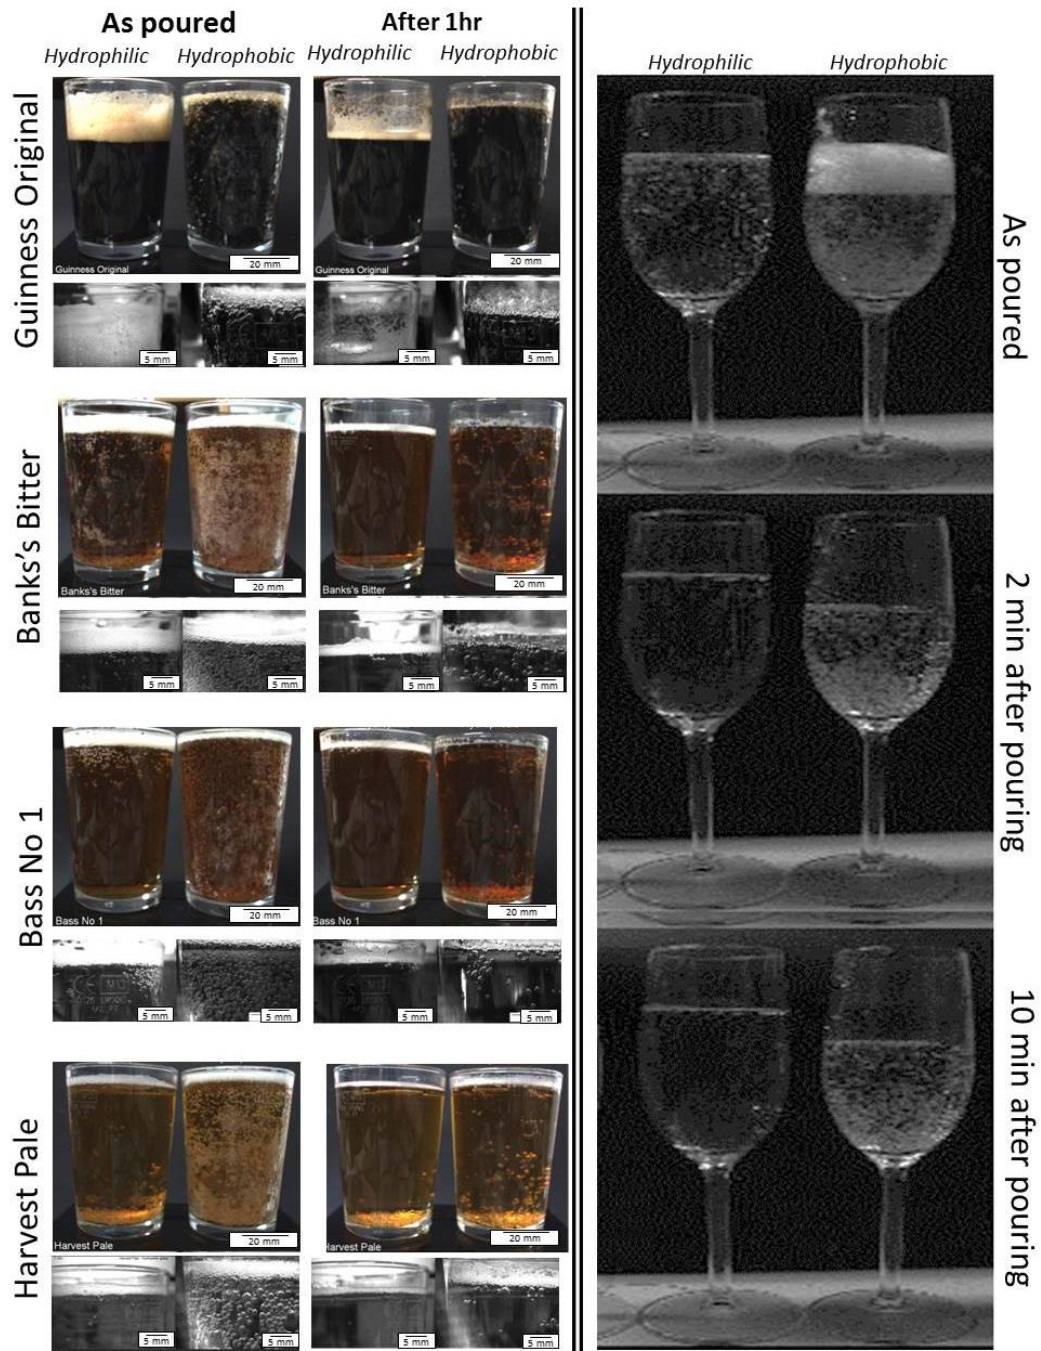 As poured
After 1hr
Hydrophilic
Hydrophobic
Hydrophilic
Hydrophobic
Hydrophilic
Hydrophobic
Guinness Original
20 mm
20 mm
Guinness Original
Guinness Original
5 mm
5 mm
5 mm
5 mm
Banks's Bitter
20 mm
20 mm
Banks's Bitter
5 mm
5 mm
5 mm
5 mm
Bass No 1
20 mm
20 mm
Bass No 1
Bass No 1
5 mm
5 mm
5 mm
5 mm
Harvest Pale
20 mm
20 mm
Harvest Pale
Harvest Pale
5 mm
5 mm
5 mm
5 mm
As poured
2 min after pouring
10 min after pouring